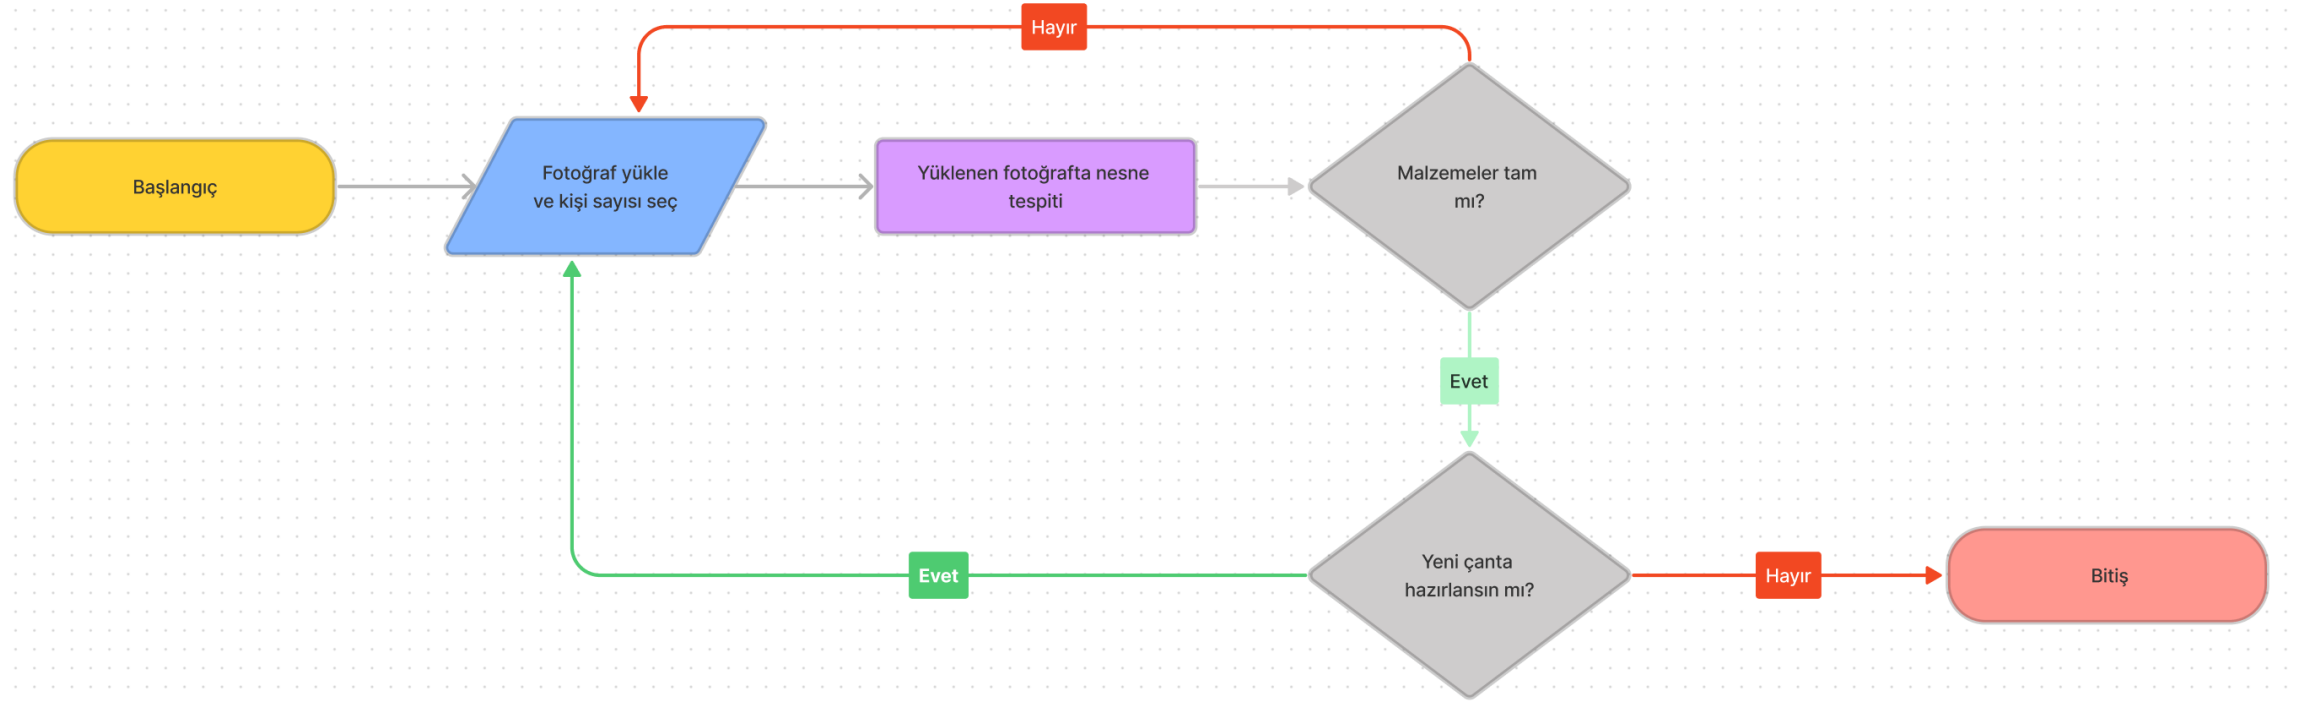 Hayır
Başlangıç
Fotoğraf yükle
ve kişi sayısı seç
Yüklenen fotoğrafta nesne
tespiti
Malzemeler tam
mı?
Evet
Evet
Yeni çanta
hazırlansın mı?
Hayır
Bitiş